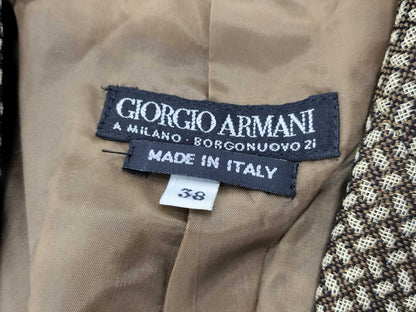 GIORGIO ARMANI
A MILANO - BORGONUOVO 21
MADE IN ITALY
38